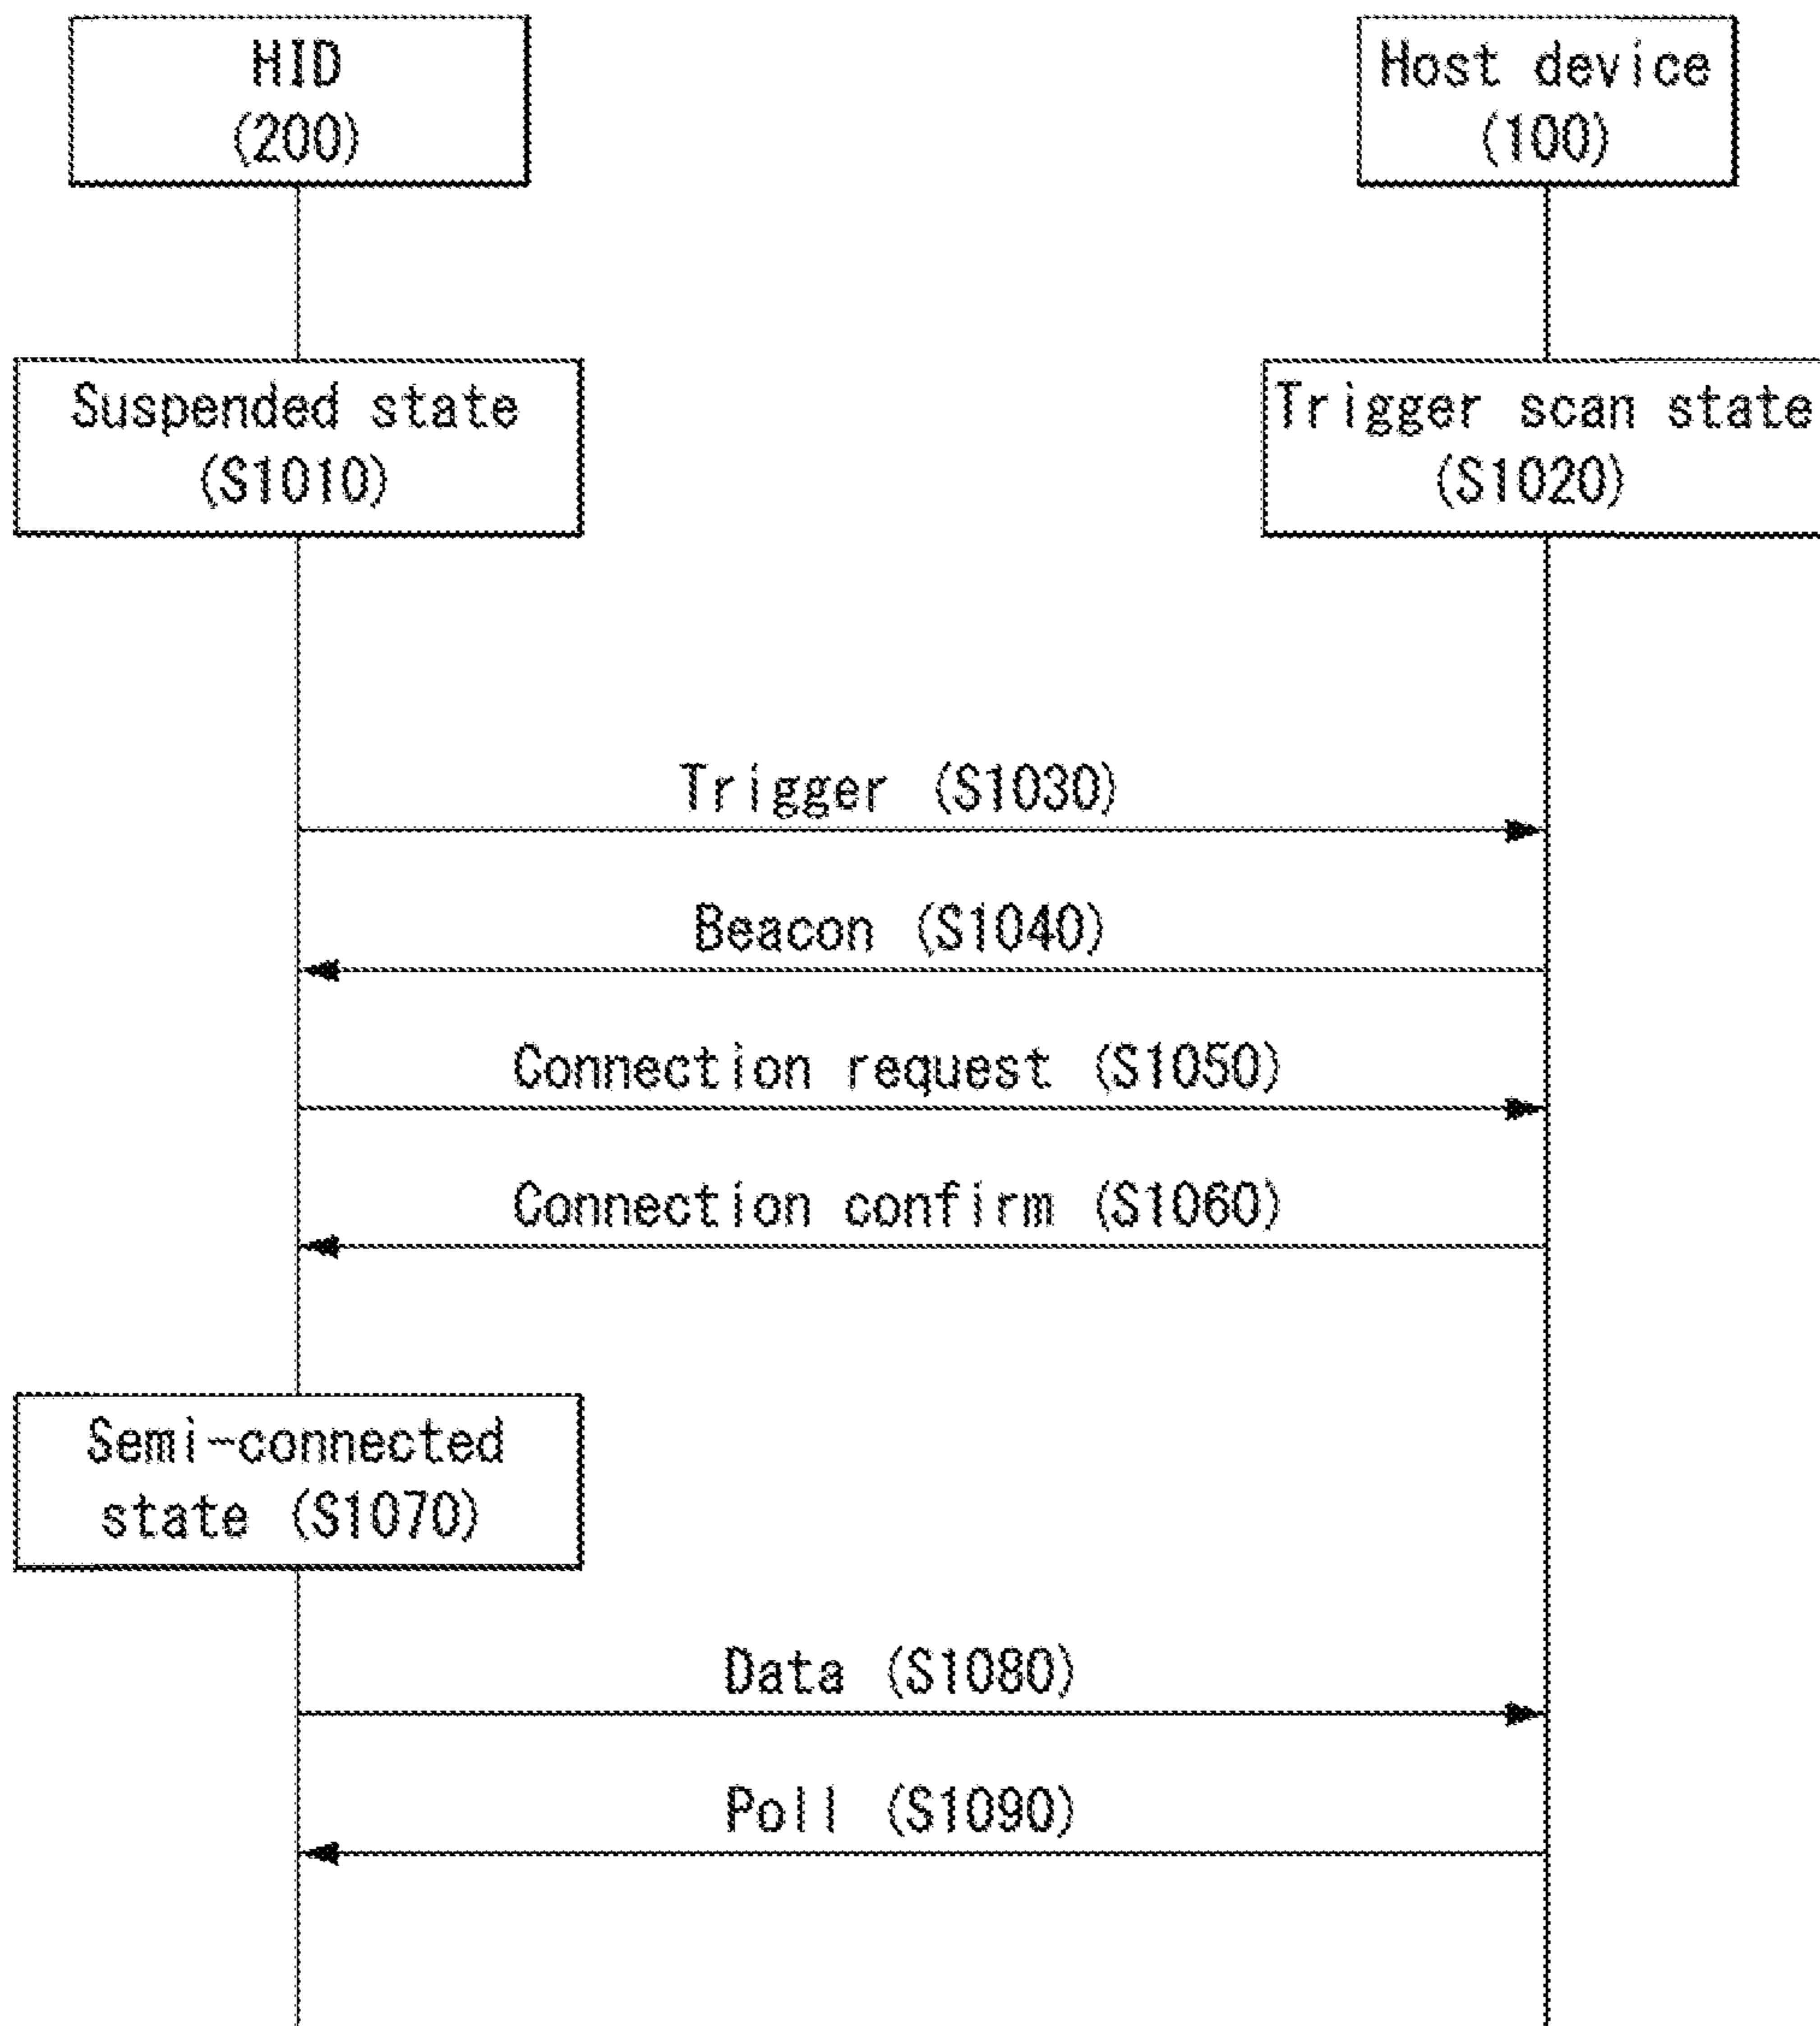 HID
(200)
Host device
(100)
Suspended state
(S1010)
Trigger scan state
(S1020)
Trigger (S1030)
Beacon (S1040)
Connection request (S1050)
Connection confirm (S1060)
Semi-connected
state (S1070)
Data (S1080)
Poll (S1090)